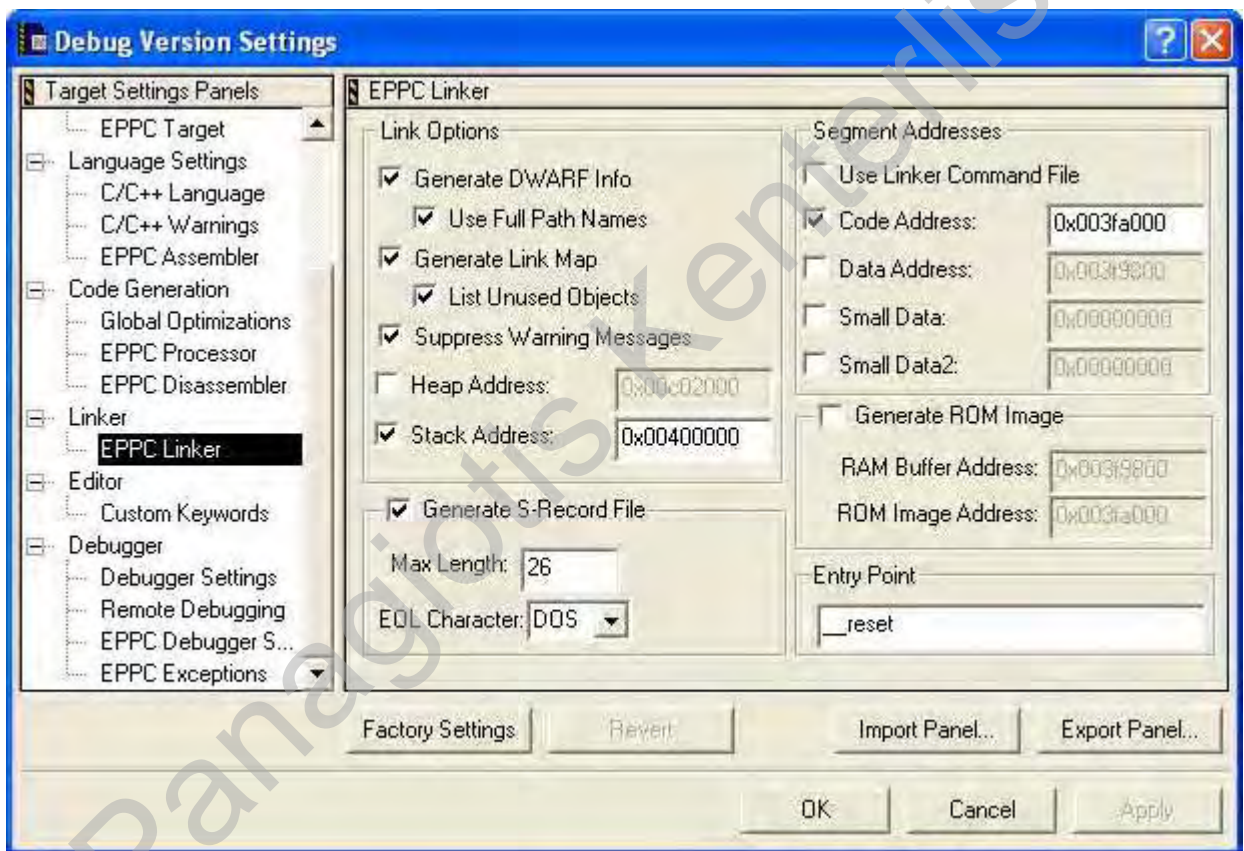 Debug Version Settings
Target Settings Panels
EPPC Target
Language Settings
C/C++ Language
C/C++ Warnings
EPPC Assembler
Code Generation
Global Optimizations
EPPC Processor
EPPC Disassembler
Linker
EPPC Linker
Editor
Custom Keywords
Debugger
Debugger Settings
Remote Debugging
EPPC Debugger S...
EPPC Exceptions
EPPC Linker
Link Options
Generate DWARF Info
Use Full Path Names
Generate Link Map
List Unused Objects
Suppress Warning Messages
Heap Address: 0x00c02000
Stack Address: 0x00400000
Generate S-Record File
Max Length: 26
EOL Character: DOS
Segment Addresses
Use Linker Command File
Code Address: 0x003fa000
Data Address: 0x003f9800
Small Data: 0x00000000
Small Data2: 0x00000000
Generate ROM Image
RAM Buffer Address: 0x003f9800
ROM Image Address: 0x003fa000
Entry Point
__reset
Factory Settings
Revert
Import Panel...
Export Panel...
OK
Cancel
Apply
Panagiotis Kenterlis